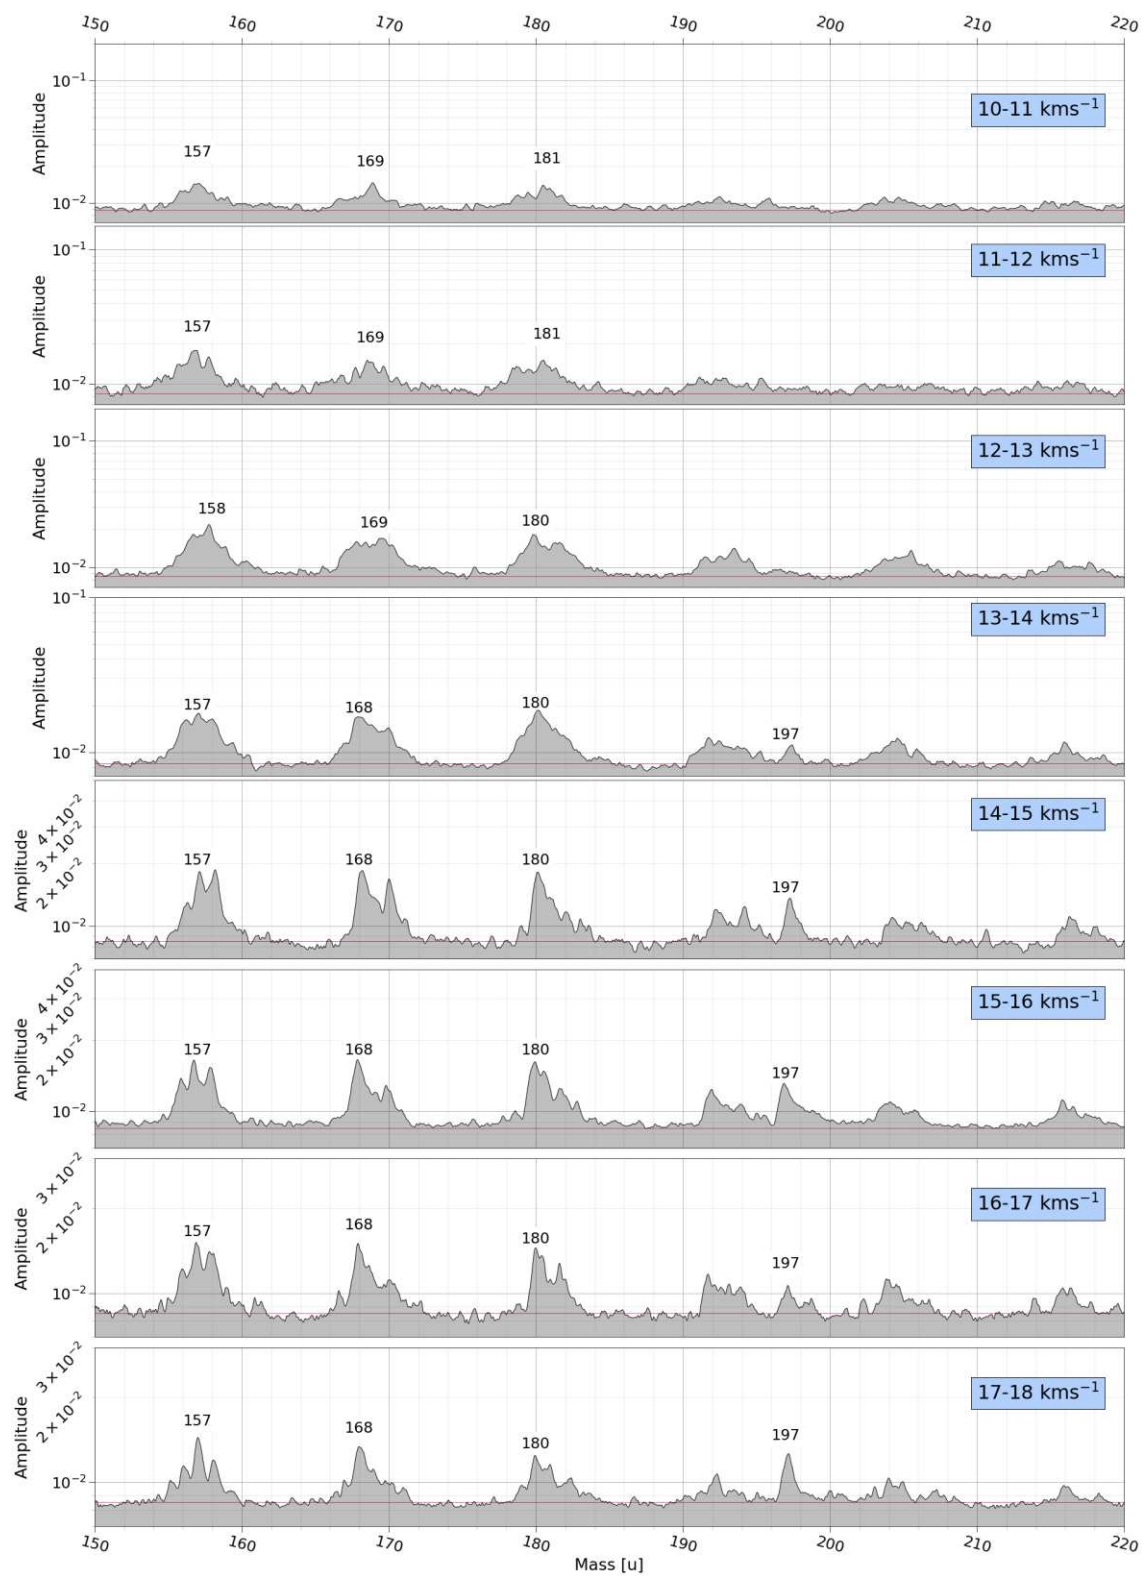 150 160 170 180 190 200 210 220
10⁻¹
10⁻²
Amplitude
157 169 181
10-11 kms⁻¹
10⁻¹
10⁻²
Amplitude
157 169 181
11-12 kms⁻¹
10⁻¹
10⁻²
Amplitude
158 169 180
12-13 kms⁻¹
10⁻¹
10⁻²
Amplitude
157 168 180 197
13-14 kms⁻¹
4 × 10⁻²
3 × 10⁻²
2 × 10⁻²
10⁻²
Amplitude
157 168 180 197
14-15 kms⁻¹
4 × 10⁻²
3 × 10⁻²
2 × 10⁻²
10⁻²
Amplitude
157 168 180 197
15-16 kms⁻¹
3 × 10⁻²
2 × 10⁻²
10⁻²
Amplitude
157 168 180 197
16-17 kms⁻¹
3 × 10⁻²
2 × 10⁻²
10⁻²
Amplitude
157 168 180 197
17-18 kms⁻¹
150 160 170 180 190 200 210 220
Mass [u]